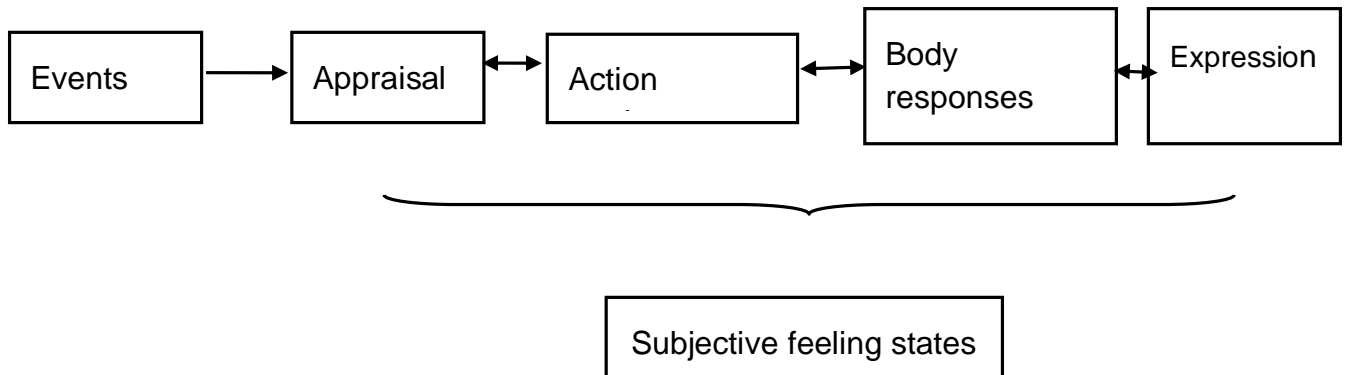 Events
Appraisal
Action
Body
responses
Expression
Subjective feeling states